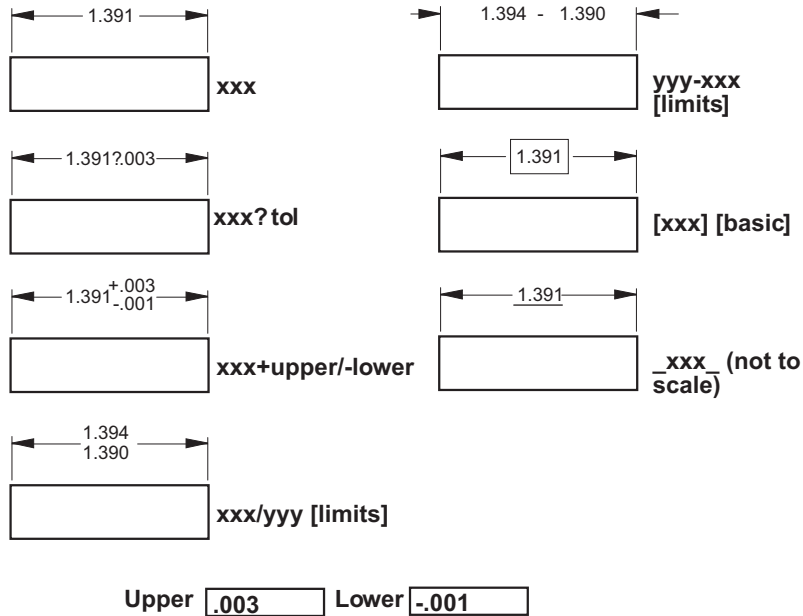 1.391
xxx
1.394 - 1.390
yyy-xxx
[limits]
1.391?.003
xxx? tol
1.391
[xxx] [basic]
1.391 +.003
-.001
xxx+upper/-lower
1.391
_xxx_ (not to
scale)
1.394
1.390
xxx/yyy [limits]
Upper .003 Lower -.001